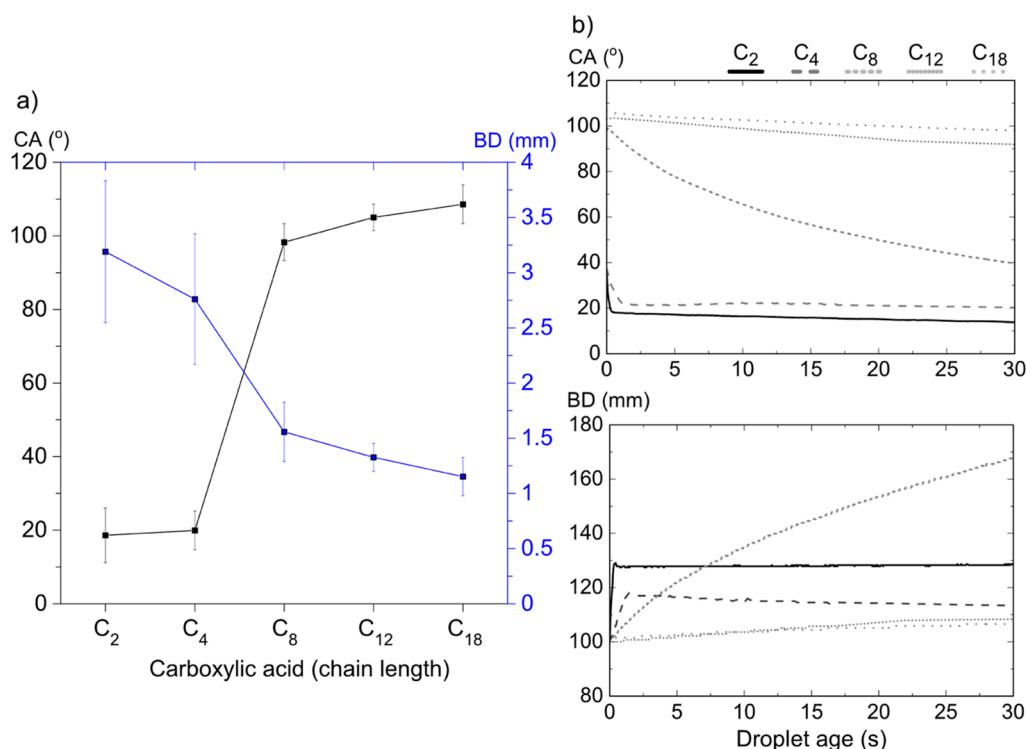 a)
CA (º)
BD (mm)
120
100
80
60
40
20
0
4
3.5
3
2.5
2
1.5
1
0.5
0
C₂ C₄ C₈ C₁₂ C₁₈
Carboxylic acid (chain length)
b)
CA (º)
C₂ C₄ C₈ C₁₂ C₁₈
120
100
80
60
40
20
0
0 5 10 15 20 25 30
BD (mm)
180
160
140
120
100
80
0 5 10 15 20 25 30
Droplet age (s)